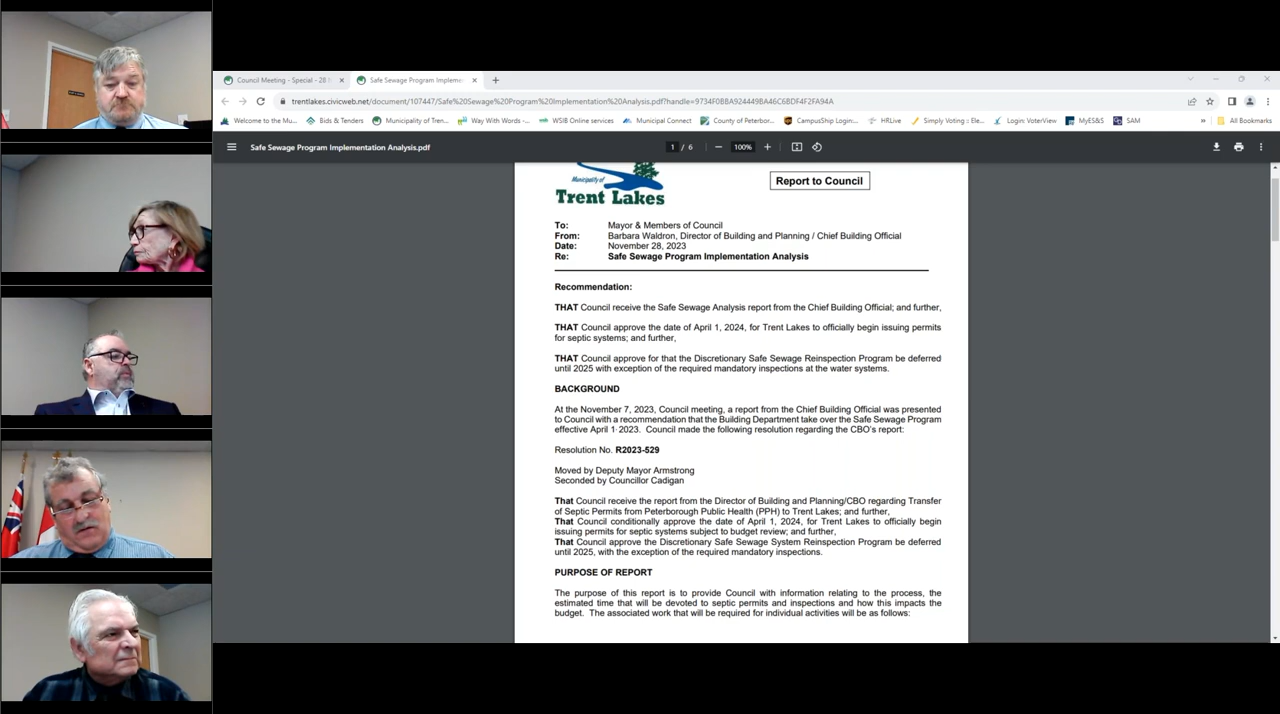 Council Meeting - Special - 28
Safe Sewage Program Impleme
trentlakes.civicweb.net/document/107447/Safe%20Sewage%20Program%20Implementation%20Analysis.pdf?handle=9734F0BBA924449BA46C6BDF4F2FA94A
Welcome to the Mu... Bids & Tenders Municipality of Tren... Way With Words -... WSIB Online services Municipal Connect County of Peterbor... CampusShip Login... HRLive Simply Voting :: Ele... Login: VoterView MyES&S SAM » All Bookmarks
Safe Sewage Program Implementation Analysis.pdf 1 / 6 100%
Municipality of
Trent Lakes
Report to Council
To: Mayor & Members of Council
From: Barbara Waldron, Director of Building and Planning / Chief Building Official
Date: November 28, 2023
Re: Safe Sewage Program Implementation Analysis
Recommendation:
THAT Council receive the Safe Sewage Analysis report from the Chief Building Official; and further,
THAT Council approve the date of April 1, 2024, for Trent Lakes to officially begin issuing permits
for septic systems; and further,
THAT Council approve for that the Discretionary Safe Sewage Reinspection Program be deferred
until 2025 with exception of the required mandatory inspections at the water systems.
BACKGROUND
At the November 7, 2023, Council meeting, a report from the Chief Building Official was presented
to Council with a recommendation that the Building Department take over the Safe Sewage Program
effective April 1, 2023. Council made the following resolution regarding the CBO's report:
Resolution No. R2023-529
Moved by Deputy Mayor Armstrong
Seconded by Councillor Cadigan
That Council receive the report from the Director of Building and Planning/CBO regarding Transfer
of Septic Permits from Peterborough Public Health (PPH) to Trent Lakes; and further,
That Council conditionally approve the date of April 1, 2024, for Trent Lakes to officially begin
issuing permits for septic systems subject to budget review; and further,
That Council approve the Discretionary Safe Sewage System Reinspection Program be deferred
until 2025, with the exception of the required mandatory inspections.
PURPOSE OF REPORT
The purpose of this report is to provide Council with information relating to the process, the
estimated time that will be devoted to septic permits and inspections and how this impacts the
budget. The associated work that will be required for individual activities will be as follows: